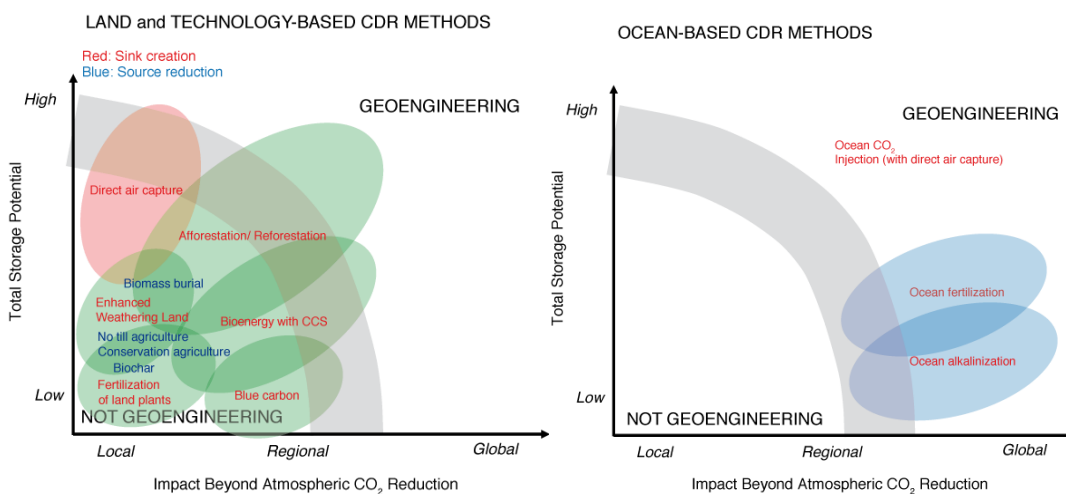 LAND and TECHNOLOGY-BASED CDR METHODS
Red: Sink creation
Blue: Source reduction
High
GEOENGINEERING
Total Storage Potential
Direct air capture
Afforestation/ Reforestation
Biomass burial
Enhanced
Weathering Land
Bioenergy with CCS
No till agriculture
Conservation agriculture
Biochar
Fertilization
of land plants
Blue carbon
Low
NOT GEOENGINEERING
Local
Regional
Global
Impact Beyond Atmospheric CO₂ Reduction
OCEAN-BASED CDR METHODS
High
GEOENGINEERING
Ocean CO₂
Injection (with direct air capture)
Total Storage Potential
Ocean fertilization
Ocean alkalinization
Low
NOT GEOENGINEERING
Local
Regional
Global
Impact Beyond Atmospheric CO₂ Reduction